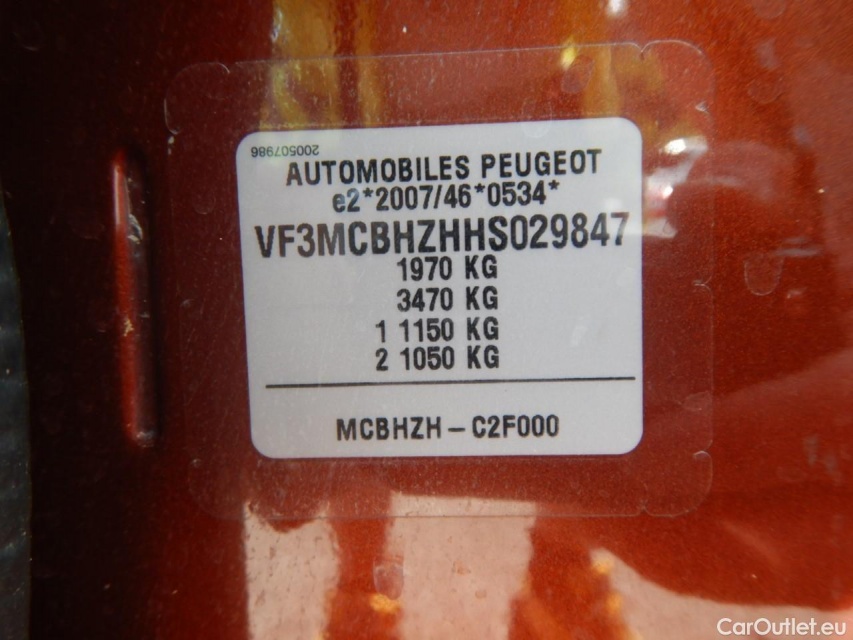 200507986
AUTOMOBILES PEUGEOT
e2*2007/46*0534*
VF3MCBHZHHS029847
1970 KG
3470 KG
1 1150 KG
2 1050 KG
MCBHZH – C2F000
CarOutlet.eu